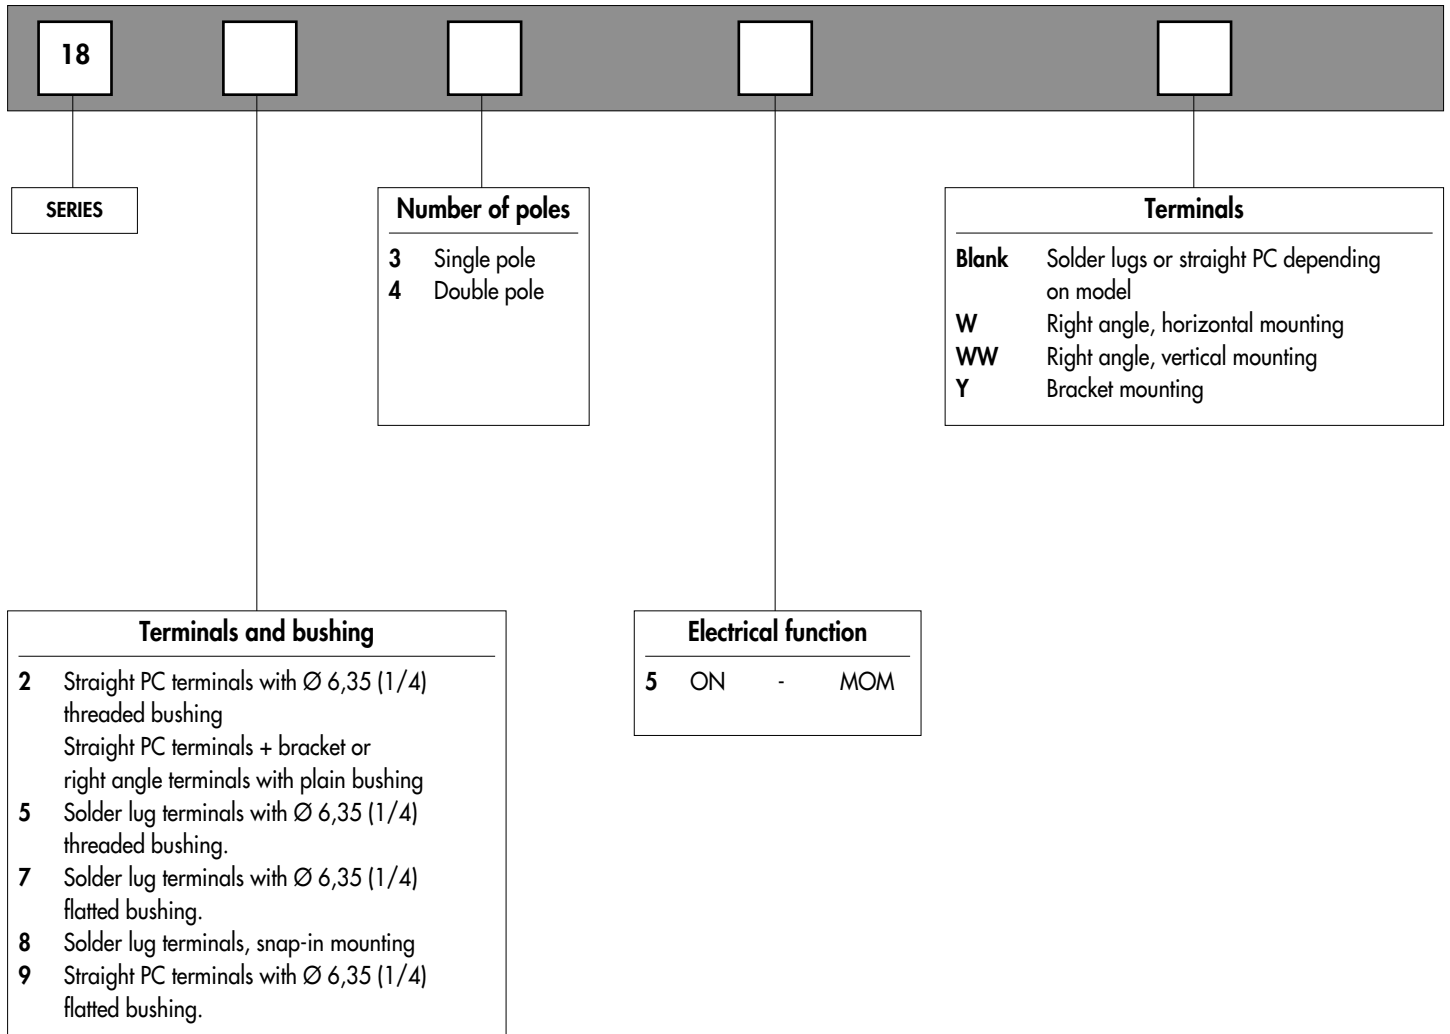 18
SERIES
Number of poles
3 Single pole
4 Double pole
Terminals
Blank Solder lugs or straight PC depending
on model
W Right angle, horizontal mounting
WW Right angle, vertical mounting
Y Bracket mounting
Terminals and bushing
2 Straight PC terminals with Ø 6,35 (1/4)
threaded bushing
Straight PC terminals + bracket or
right angle terminals with plain bushing
5 Solder lug terminals with Ø 6,35 (1/4)
threaded bushing.
7 Solder lug terminals with Ø 6,35 (1/4)
flatted bushing.
8 Solder lug terminals, snap-in mounting
9 Straight PC terminals with Ø 6,35 (1/4)
flatted bushing.
Electrical function
5 ON - MOM